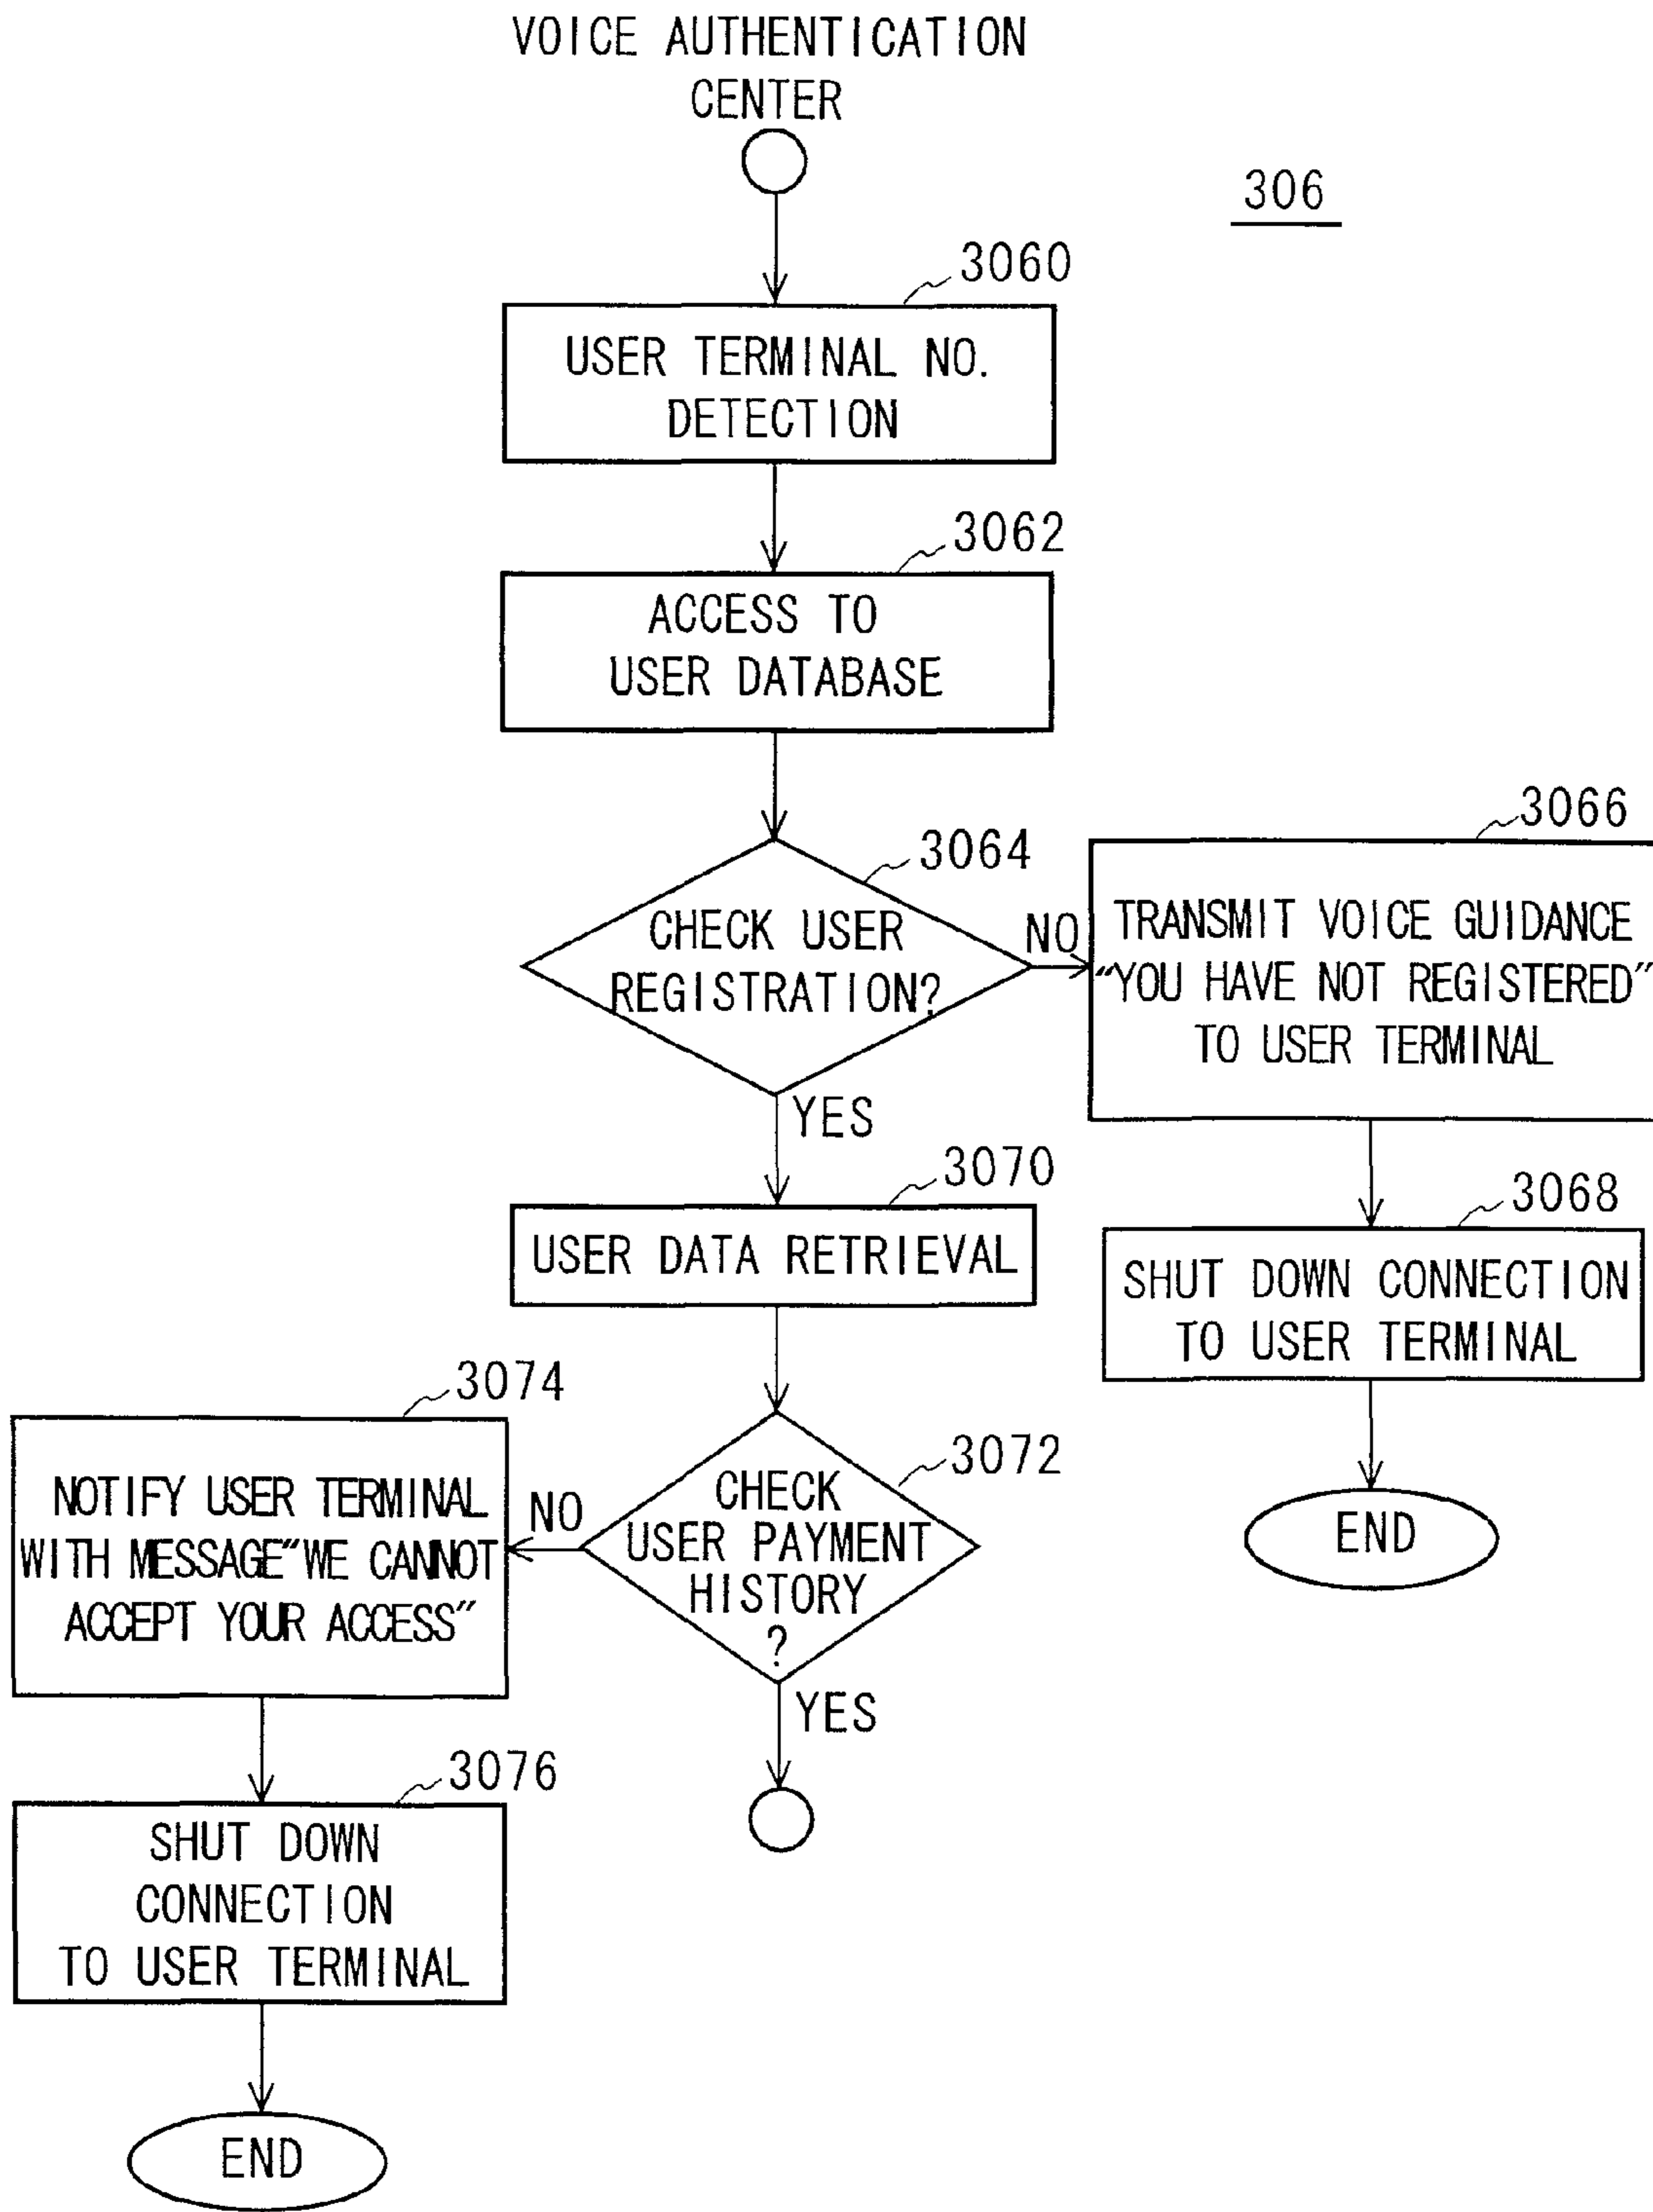 VOICE AUTHENTICATION
CENTER
306
3060
USER TERMINAL NO.
DETECTION
3062
ACCESS TO
USER DATABASE
3064
CHECK USER
REGISTRATION?
NO
YES
3066
TRANSMIT VOICE GUIDANCE
"YOU HAVE NOT REGISTERED"
TO USER TERMINAL
3068
SHUT DOWN CONNECTION
TO USER TERMINAL
END
3070
USER DATA RETRIEVAL
3072
CHECK
USER PAYMENT
HISTORY
?
NO
YES
3074
NOTIFY USER TERMINAL
WITH MESSAGE"WE CANNOT
ACCEPT YOUR ACCESS"
3076
SHUT DOWN
CONNECTION
TO USER TERMINAL
END